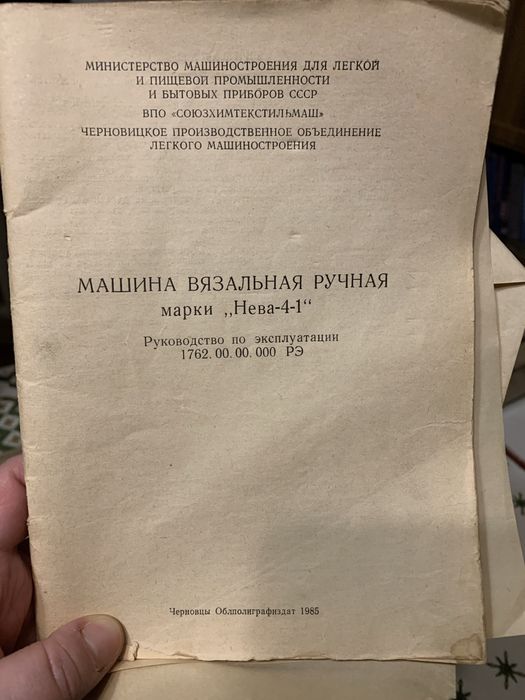 МИНИСТЕРСТВО МАШИНОСТРОЕНИЯ ДЛЯ ЛЕГКОЙ
И ПИЩЕВОЙ ПРОМЫШЛЕННОСТИ
И БЫТОВЫХ ПРИБОРОВ СССР
ВПО «СОЮЗХИМТЕКСТИЛЬМАШ»
ЧЕРНОВИЦКОЕ ПРОИЗВОДСТВЕННОЕ ОБЪЕДИНЕНИЕ
ЛЕГКОГО МАШИНОСТРОЕНИЯ
МАШИНА ВЯЗАЛЬНАЯ РУЧНАЯ
марки „Нева-4-1“
Руководство по эксплуатации
1762.00.00.000 РЭ
Черновцы Облполиграфиздат 1985